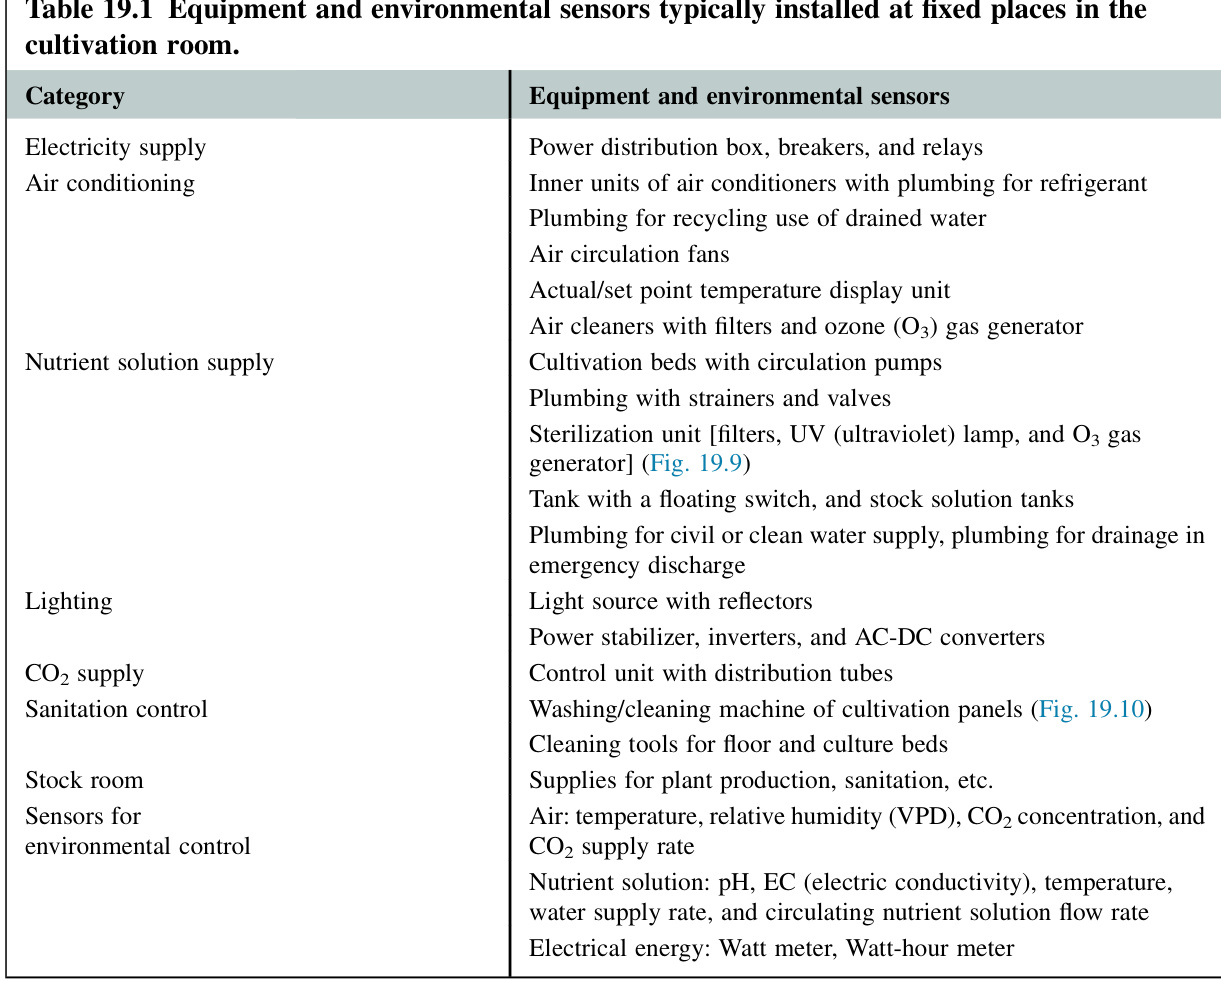 Table 19.1 Equipment and environmental sensors typically installed at fixed places in the
cultivation room.
Category Equipment and environmental sensors
Electricity supply Power distribution box, breakers, and relays
Air conditioning Inner units of air conditioners with plumbing for refrigerant
Plumbing for recycling use of drained water
Air circulation fans
Actual/set point temperature display unit
Air cleaners with filters and ozone (O₃) gas generator
Nutrient solution supply Cultivation beds with circulation pumps
Plumbing with strainers and valves
Sterilization unit [filters, UV (ultraviolet) lamp, and O₃ gas
generator] (Fig. 19.9)
Tank with a floating switch, and stock solution tanks
Plumbing for civil or clean water supply, plumbing for drainage in
emergency discharge
Lighting Light source with reflectors
Power stabilizer, inverters, and AC-DC converters
CO₂ supply Control unit with distribution tubes
Sanitation control Washing/cleaning machine of cultivation panels (Fig. 19.10)
Cleaning tools for floor and culture beds
Stock room Supplies for plant production, sanitation, etc.
Sensors for Air: temperature, relative humidity (VPD), CO₂ concentration, and
environmental control CO₂ supply rate
Nutrient solution: pH, EC (electric conductivity), temperature,
water supply rate, and circulating nutrient solution flow rate
Electrical energy: Watt meter, Watt-hour meter